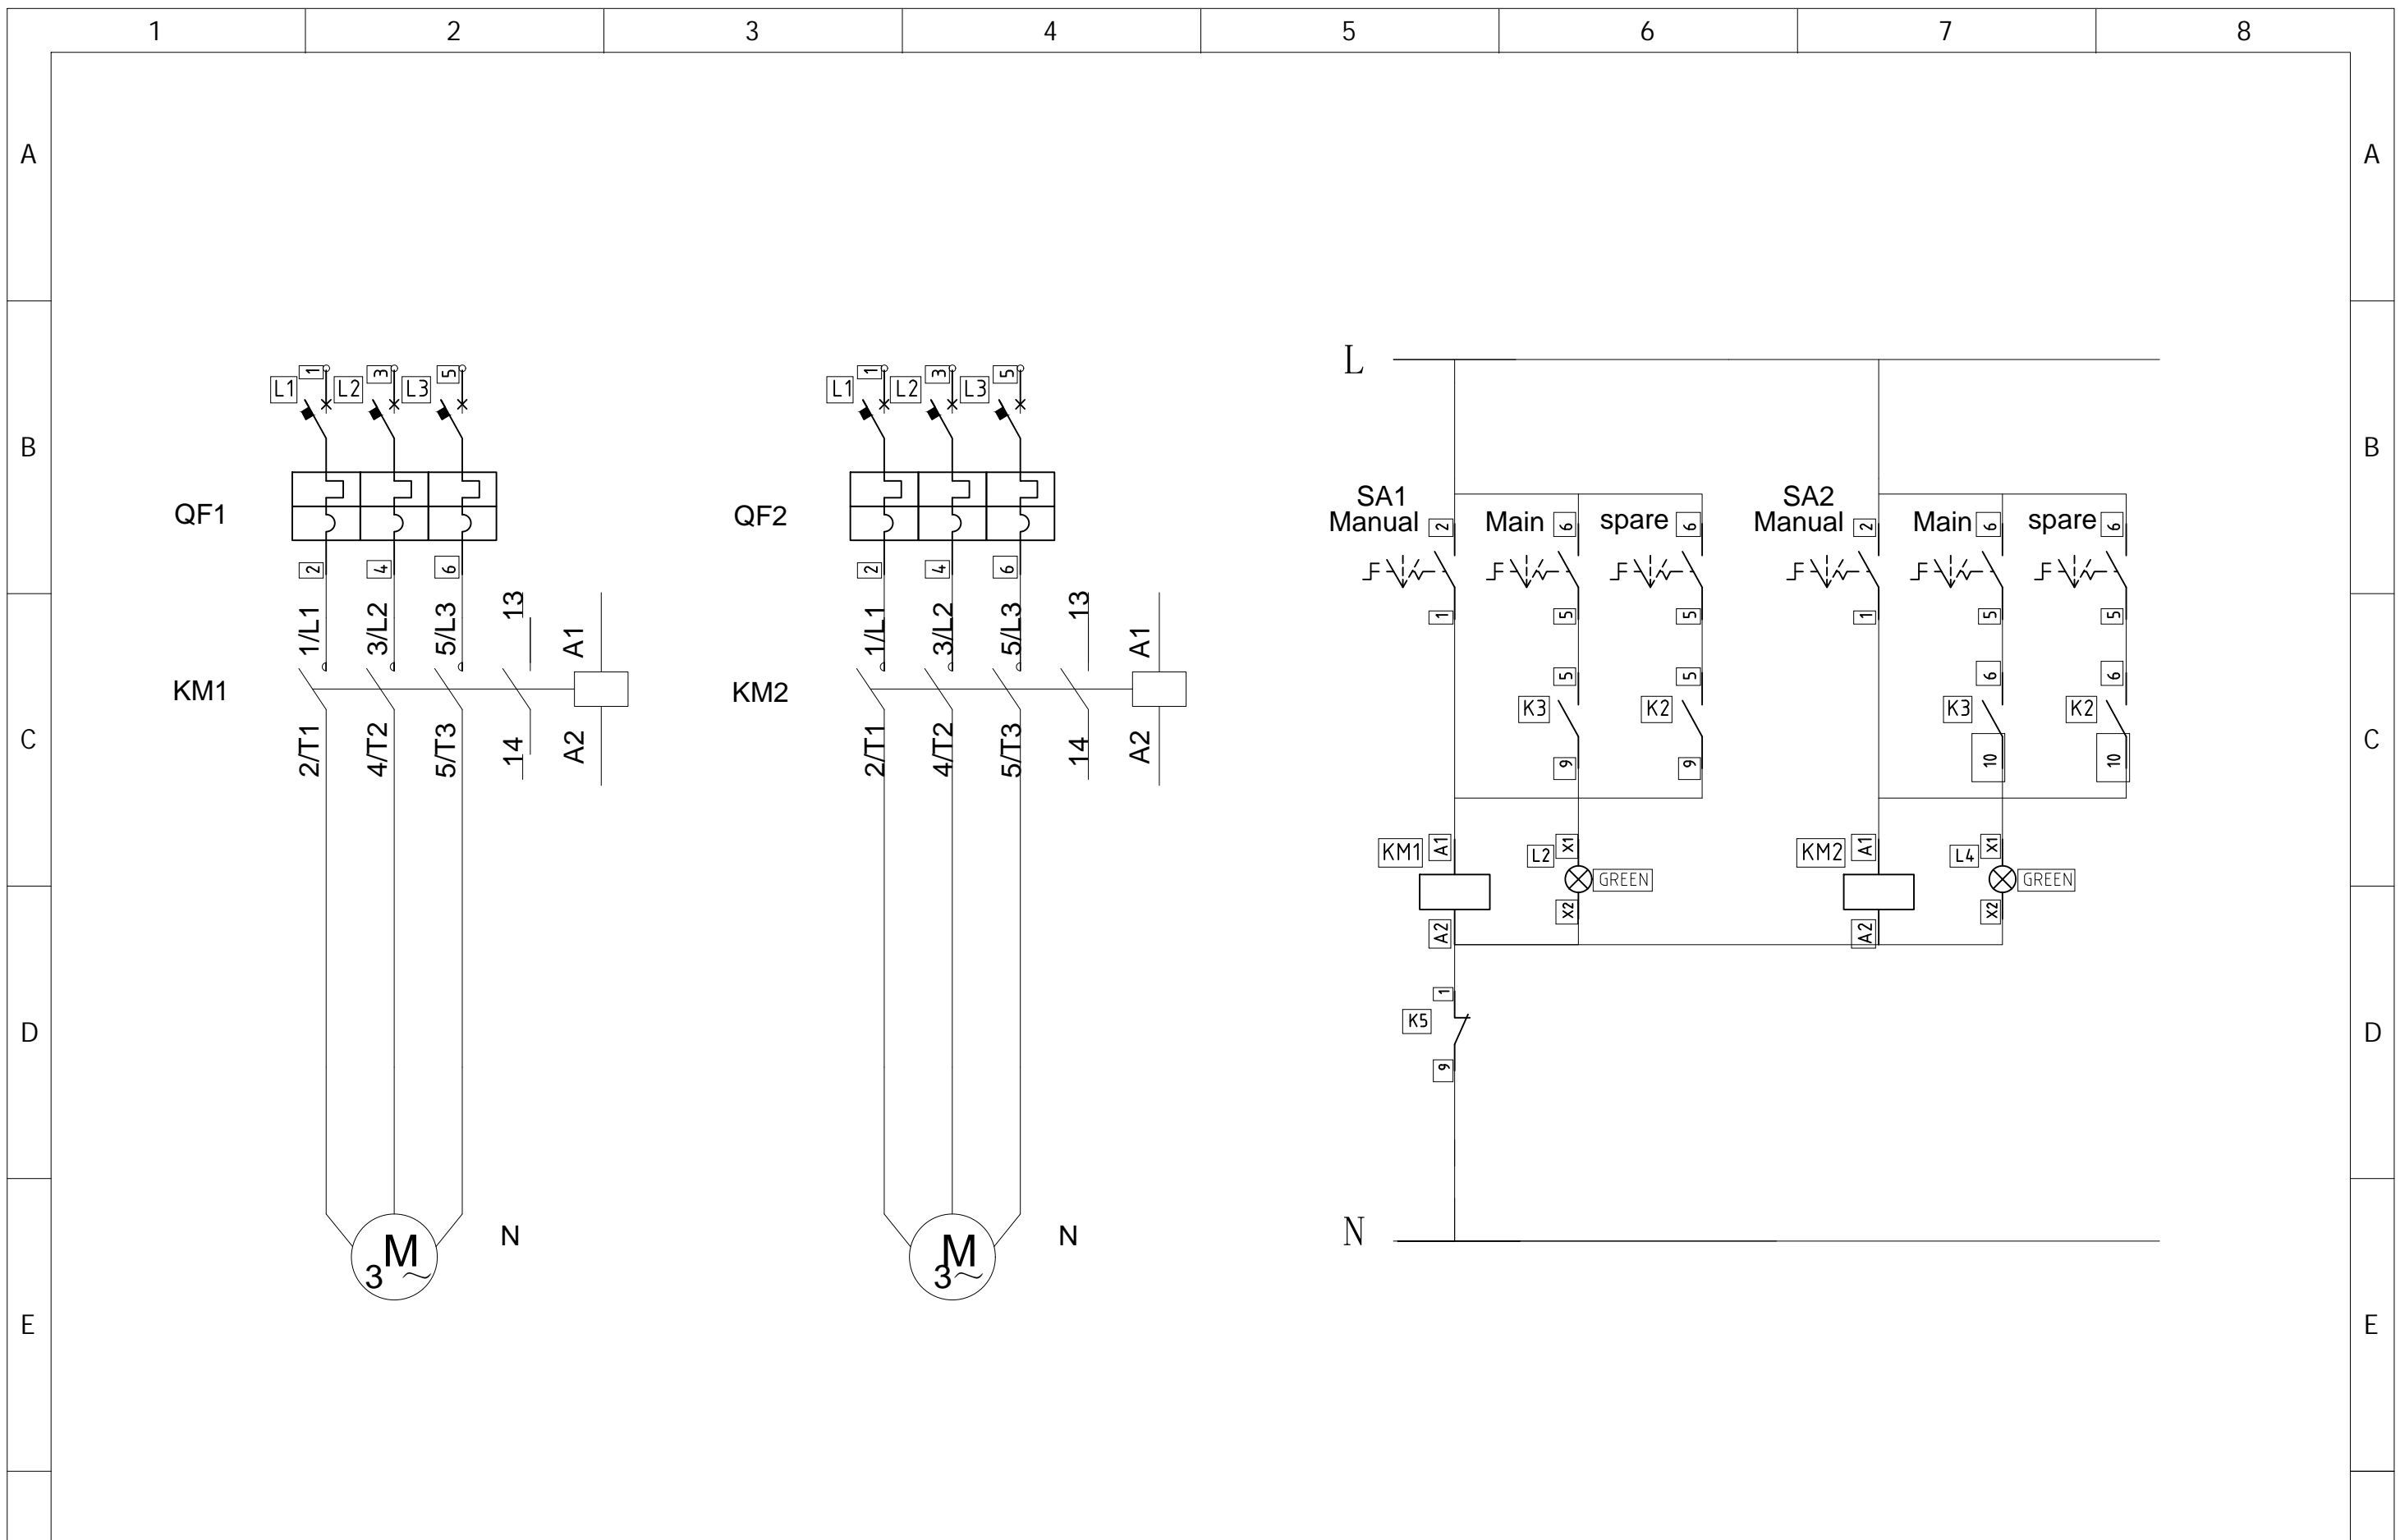 1 2 3 4 5 6 7 8
A A
L
1 3 5 1 3 5
L1 L2 L3 L1 L2 L3
B B
SA1 SA2
Manual 2 Main 6 spare 6 Manual 2 Main 6 spare 6
QF1 QF2
2 4 6 2 4 6
1/L1 3/L2 5/L3 13 A1 1/L1 3/L2 5/L3 13 A1
1 5 5 1 5 5
5 5 6 6
KM1 KM2
K3 K2 K3 K2
C C
2/T1 4/T2 5/T3 14 A2 2/T1 4/T2 5/T3 14 A2
9 9 10 10
KM1 A1 L2 X1 KM2 A1 L4 X1
GREEN GREEN
A2 X2 A2 X2
1
K5
D D
9
N N N
M M
3 3
E E